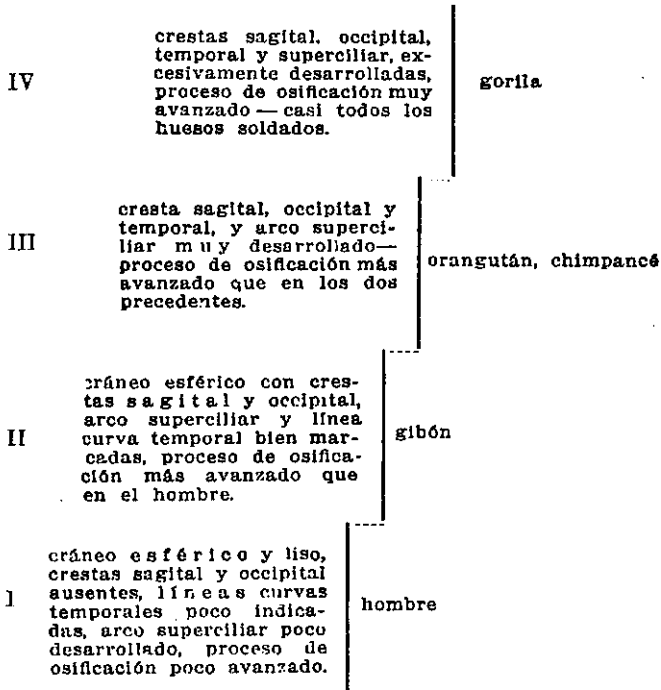 crestas sagital, occipital,
temporal y superciliar, ex-
cesivamente desarrolladas,
proceso de osificación muy
avanzado — casi todos los
huesos soldados.
IV
gorila
cresta sagital, occipital y
temporal, y arco superci-
liar muy desarrollado—
proceso de osificación más
avanzado que en los dos
precedentes.
III
orangután, chimpancé
cráneo esférico con cres-
tas sagital y occipital,
arco superciliar y línea
curva temporal bien mar-
cadas, proceso de osifica-
ción más avanzado que
en el hombre.
II
gibón
cráneo esférico y liso,
crestas sagital y occipital
ausentes, líneas curvas
temporales poco indica-
das, arco superciliar poco
desarrollado, proceso de
osificación poco avanzado.
I
hombre